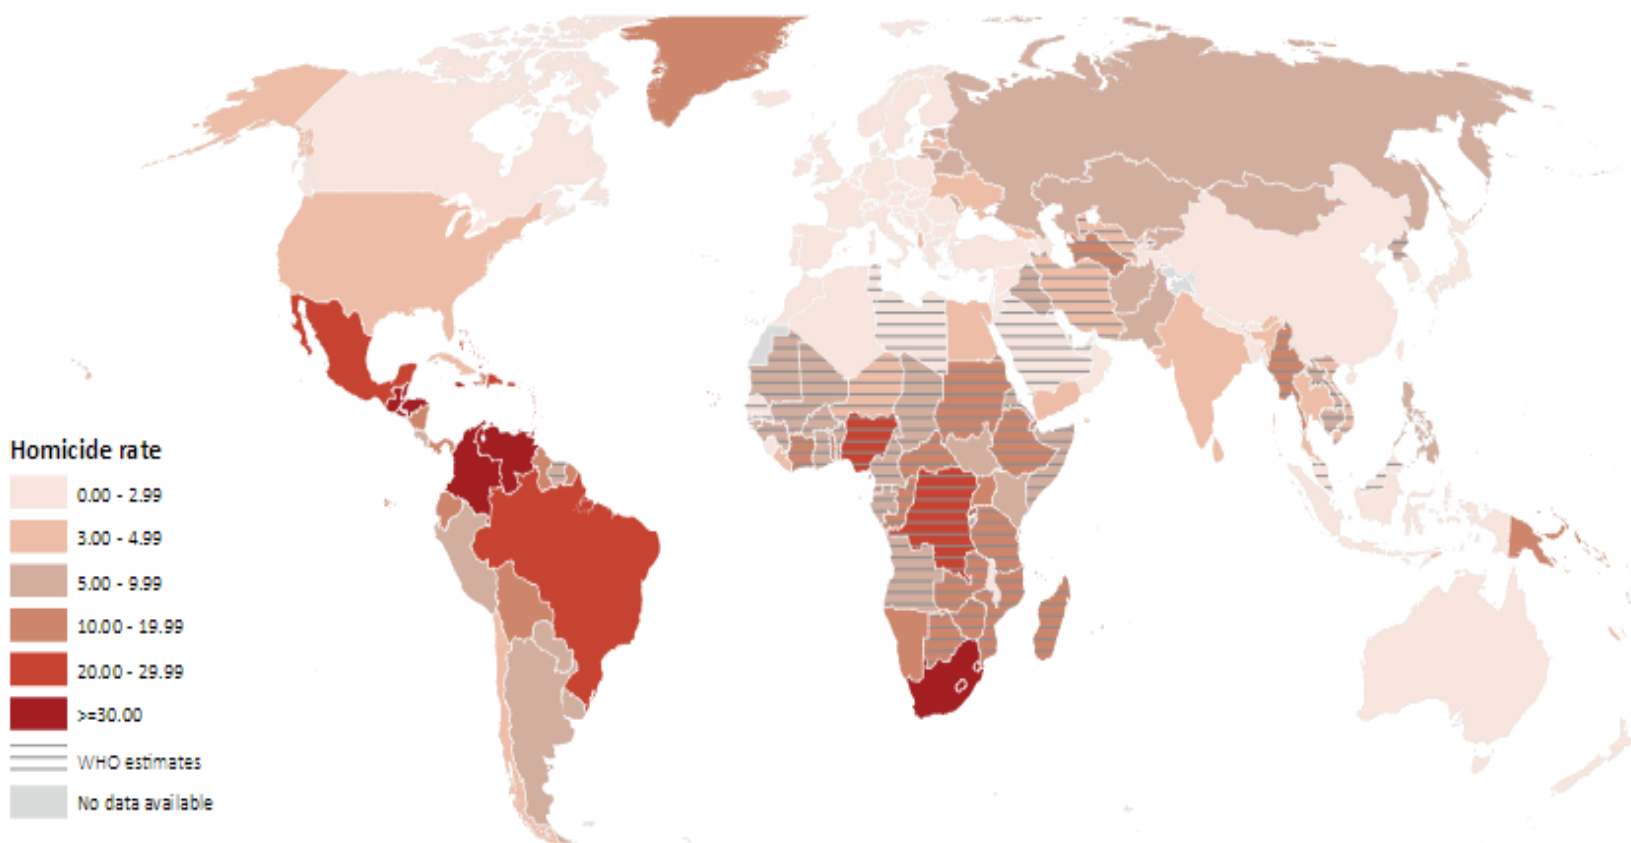 Homicide rate
0.00 - 2.99
3.00 - 4.99
5.00 - 9.99
10.00 - 19.99
20.00 - 29.99
>=30.00
WHO estimates
No data available